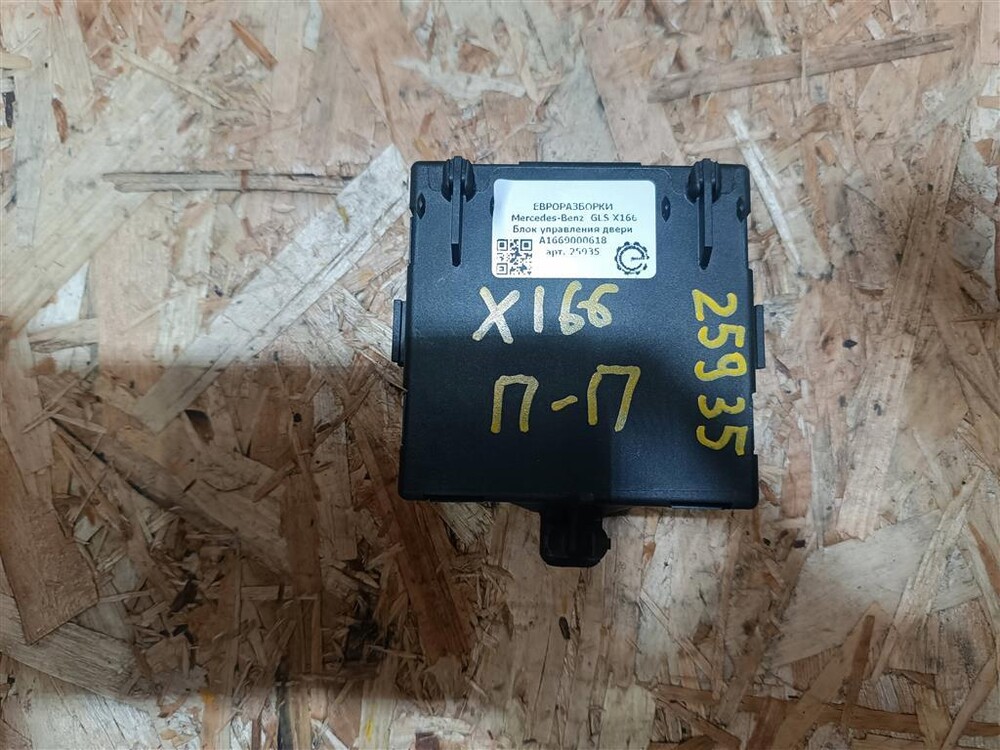 ЕВРОРАЗБОРКИ
Mercedes-Benz GLS X166
Блок управления двери
A1669000618
арт. 25935
X166
П-П
25935